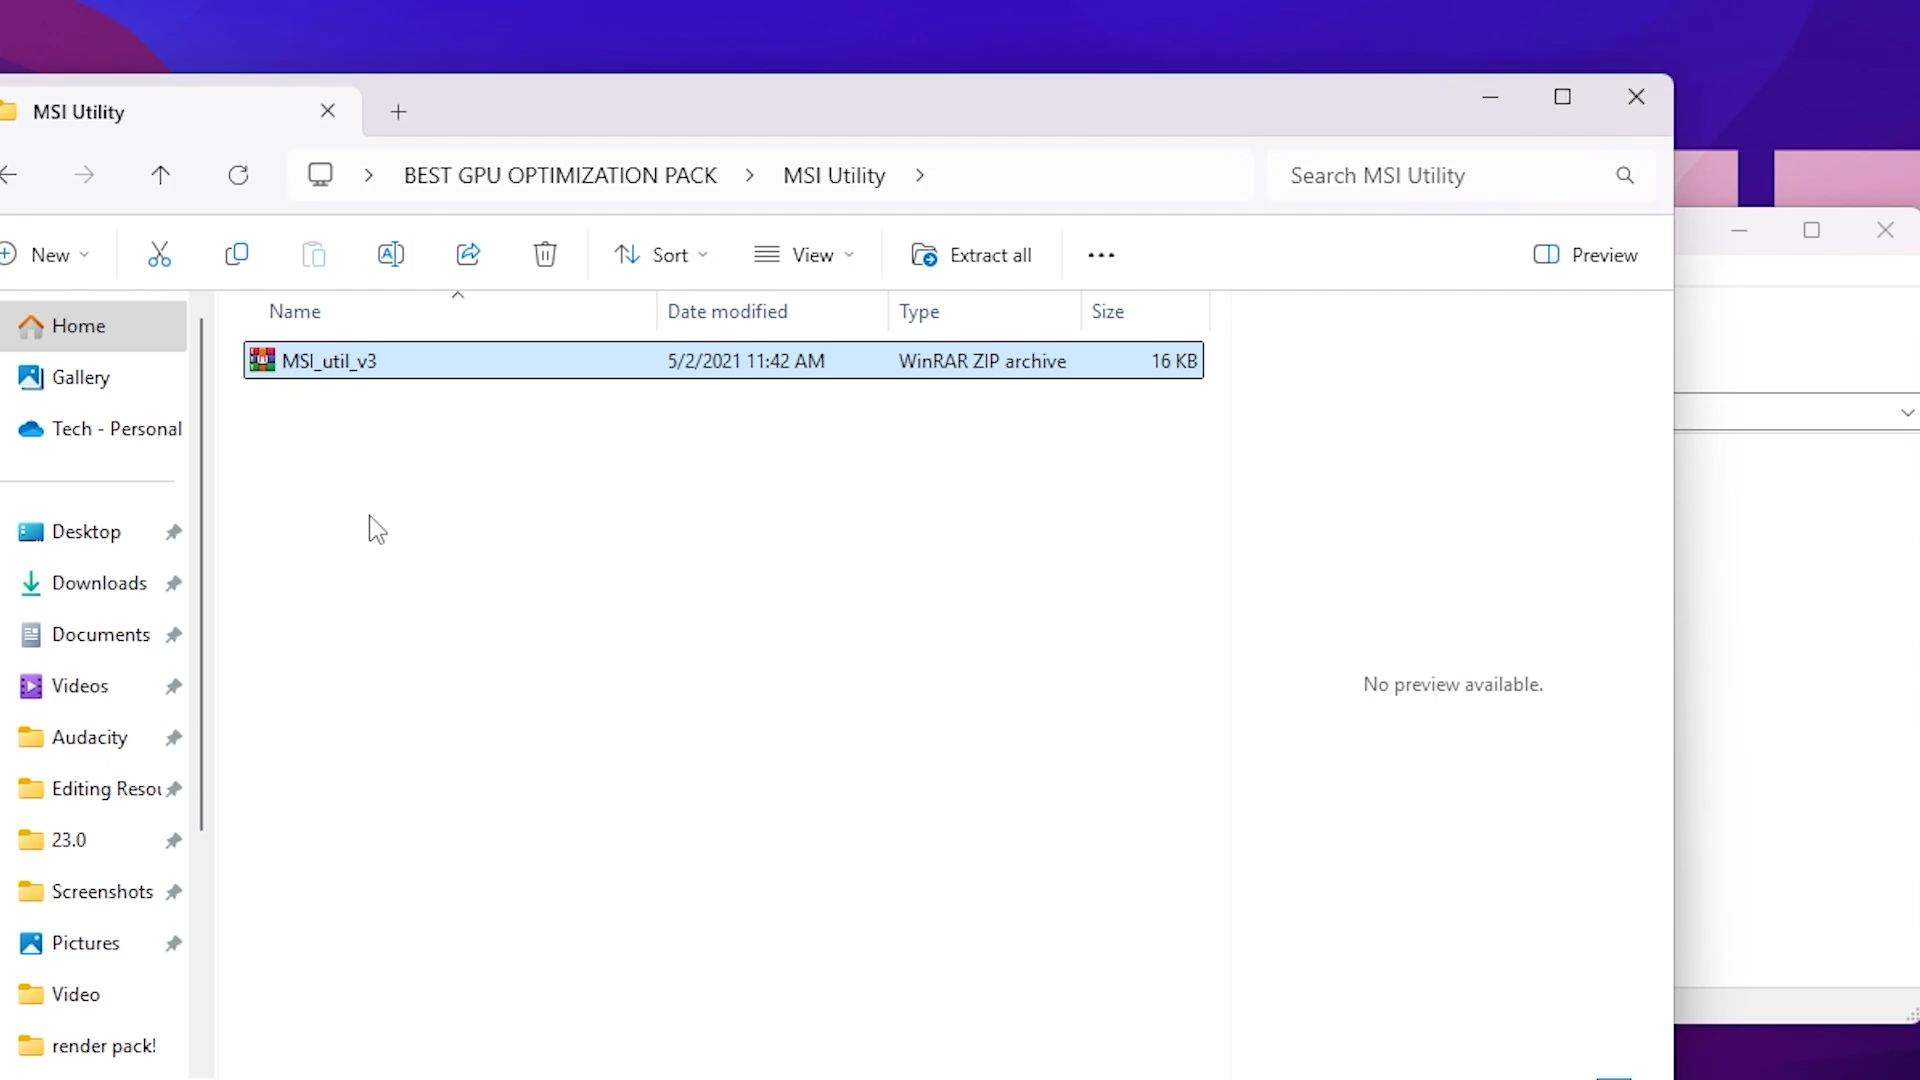 MSI Utility
BEST GPU OPTIMIZATION PACK > MSI Utility >
Search MSI Utility
New
Sort
View
Extract all
Preview
Name
Date modified
Type
Size
MSI_util_v3
5/2/2021 11:42 AM
WinRAR ZIP archive
16 KB
Home
Gallery
Tech - Personal
Desktop
Downloads
Documents
Videos
Audacity
Editing Resou
23.0
Screenshots
Pictures
Video
render pack!
No preview available.